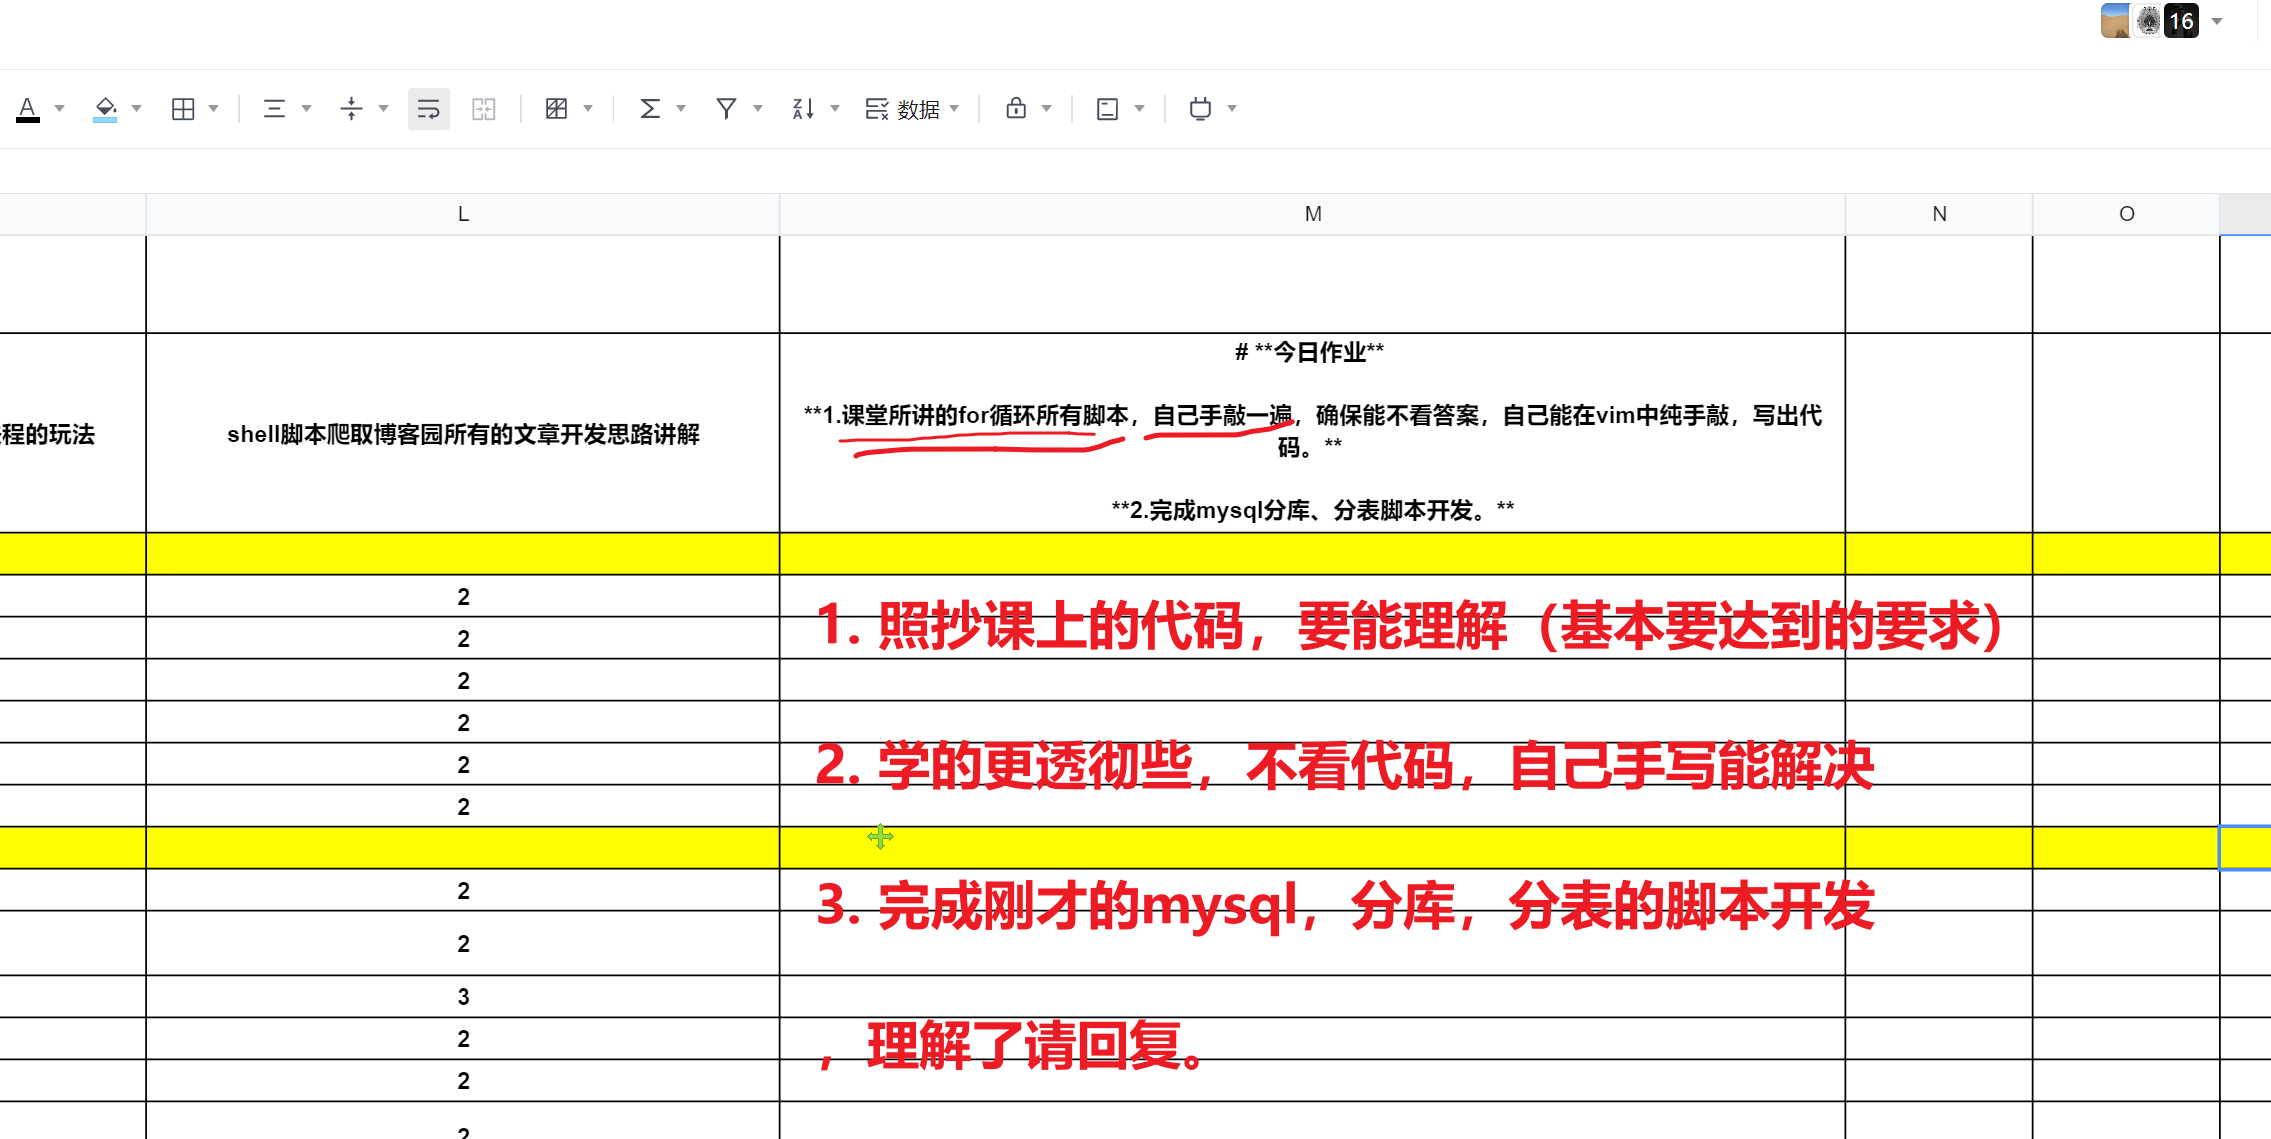 16
A
数据
L
M
N
O
# **今日作业**
程的玩法
shell脚本爬取博客园所有的文章开发思路讲解
**1.课堂所讲的for循环所有脚本，自己手敲一遍，确保能不看答案，自己能在vim中纯手敲，写出代
码。**
**2.完成mysql分库、分表脚本开发。**
2
1. 照抄课上的代码，要能理解（基本要达到的要求）
2
2
2
2
2. 学的更透彻些，不看代码，自己手写能解决
2
2
3. 完成刚才的mysql，分库，分表的脚本开发
2
3
2
，理解了请回复。
2
2